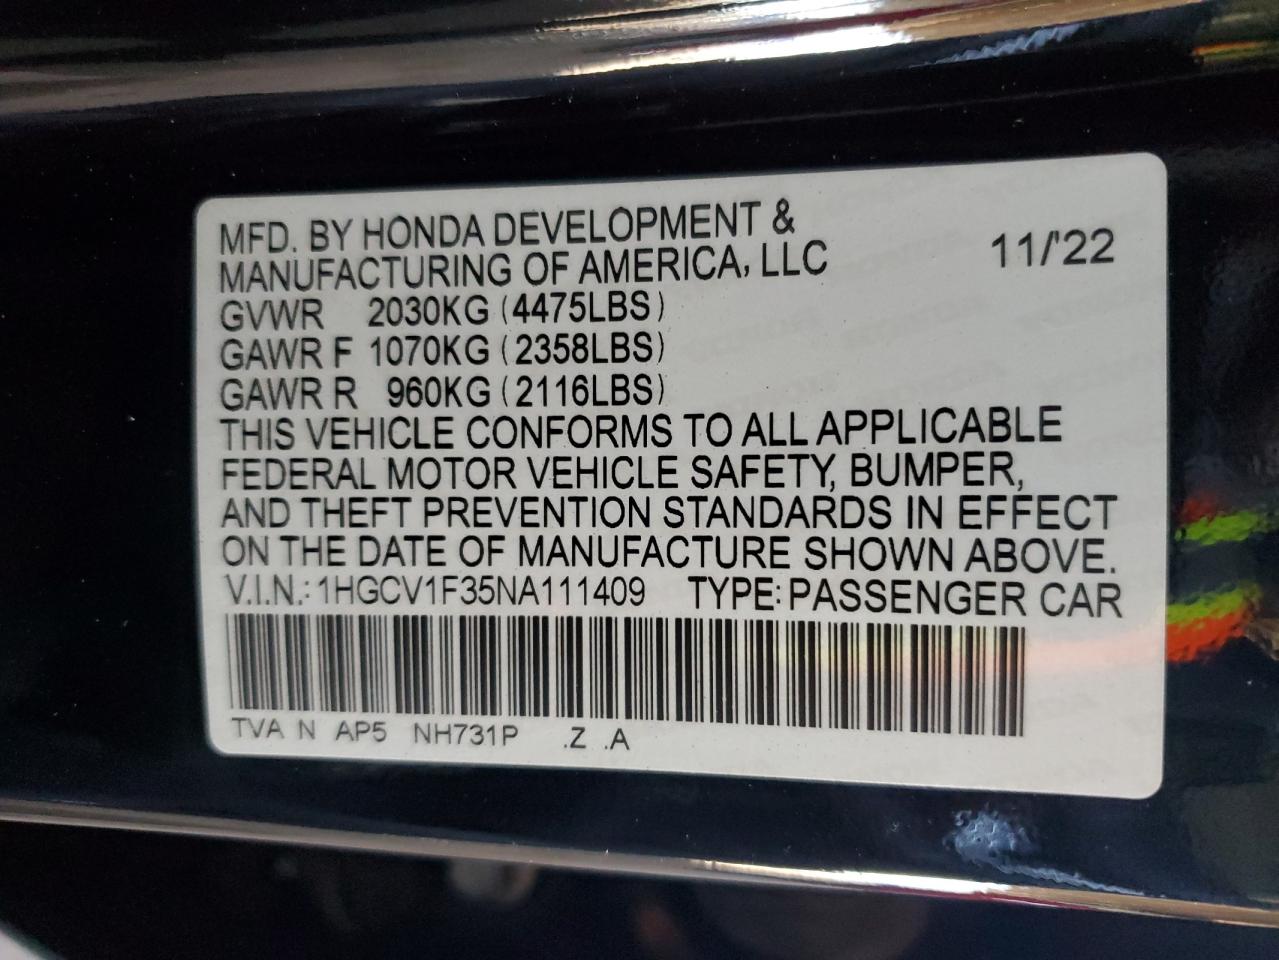 MFD. BY HONDA DEVELOPMENT &
MANUFACTURING OF AMERICA, LLC 11/'22
GVWR 2030KG (4475LBS)
GAWR F 1070KG (2358LBS)
GAWR R 960KG (2116LBS)
THIS VEHICLE CONFORMS TO ALL APPLICABLE
FEDERAL MOTOR VEHICLE SAFETY, BUMPER,
AND THEFT PREVENTION STANDARDS IN EFFECT
ON THE DATE OF MANUFACTURE SHOWN ABOVE.
V.I.N.: 1HGCV1F35NA111409 TYPE: PASSENGER CAR
TVA N AP5 NH731P .Z .A